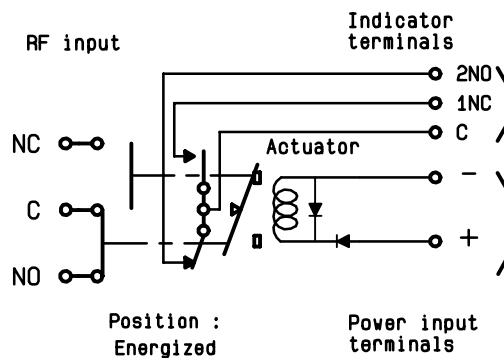 RF input
Indicator
terminals
2NO
1NC
C
NC
Actuator
-
C
+
NO
Position :
Energized
Power input
terminals